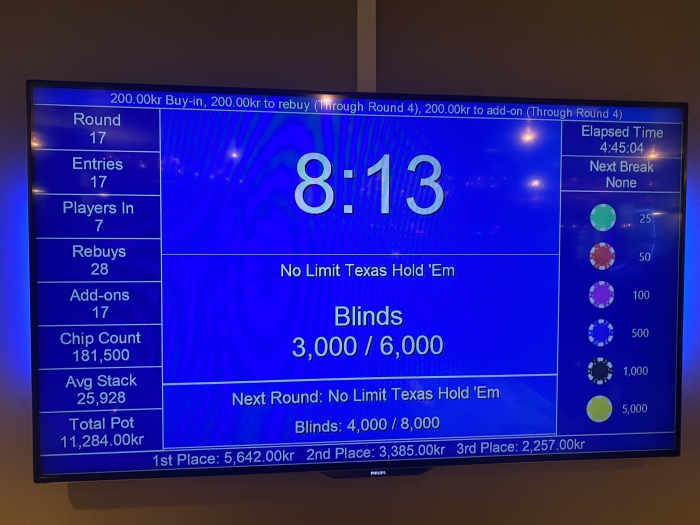 200.00kr Buy-in, 200.00kr to rebuy (Through Round 4), 200.00kr to add-on (Through Round 4)
Round
17
Entries
17
Players In
7
Rebuys
28
Add-ons
17
Chip Count
181,500
Avg Stack
25,928
Total Pot
11,284.00kr
8:13
No Limit Texas Hold 'Em
Blinds
3,000 / 6,000
Next Round: No Limit Texas Hold 'Em
Blinds: 4,000 / 8,000
Elapsed Time
4:45:04
Next Break
None
25
50
100
500
1,000
5,000
1st Place: 5,642.00kr 2nd Place: 3,385.00kr 3rd Place: 2,257.00kr
PHILIPS